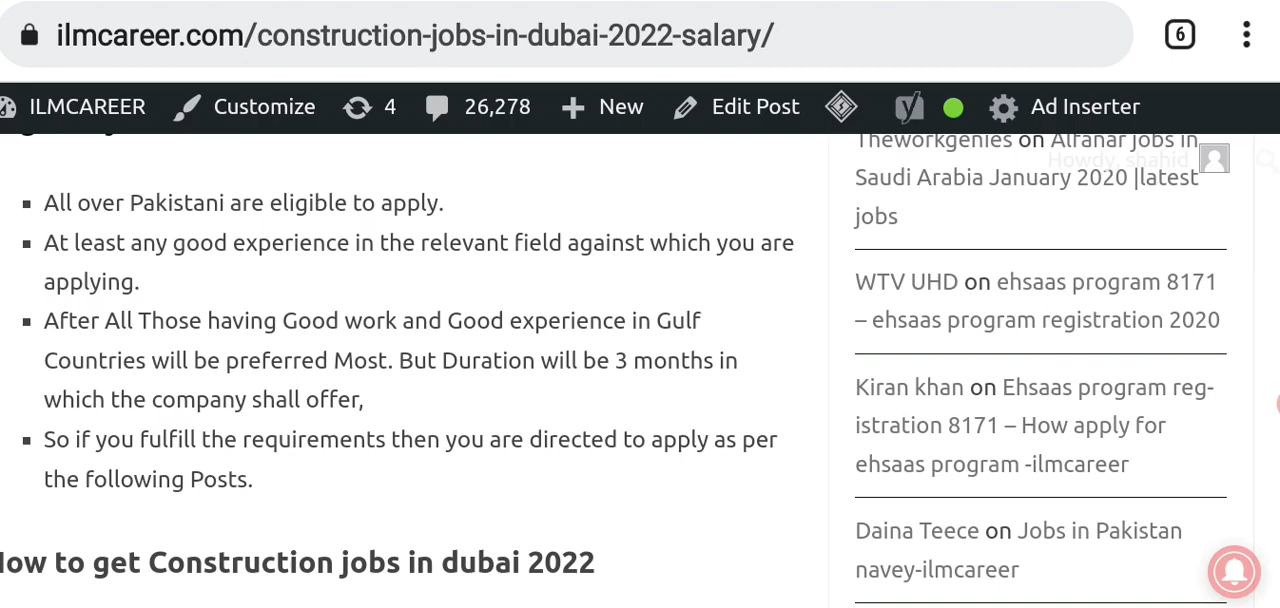 ilmcareer.com/construction-jobs-in-dubai-2022-salary/
6
ILMCAREER Customize 4 26,278 New Edit Post Ad Inserter
Howdy, shahid
All over Pakistani are eligible to apply.
At least any good experience in the relevant field against which you are
applying.
After All Those having Good work and Good experience in Gulf
Countries will be preferred Most. But Duration will be 3 months in
which the company shall offer,
So if you fulfill the requirements then you are directed to apply as per
the following Posts.
How to get Construction jobs in dubai 2022
Theworkgenies on Alfanar jobs in
Saudi Arabia January 2020 |latest
jobs
WTV UHD on ehsaas program 8171
– ehsaas program registration 2020
Kiran khan on Ehsaas program reg-
istration 8171 – How apply for
ehsaas program -ilmcareer
Daina Teece on Jobs in Pakistan
navey-ilmcareer